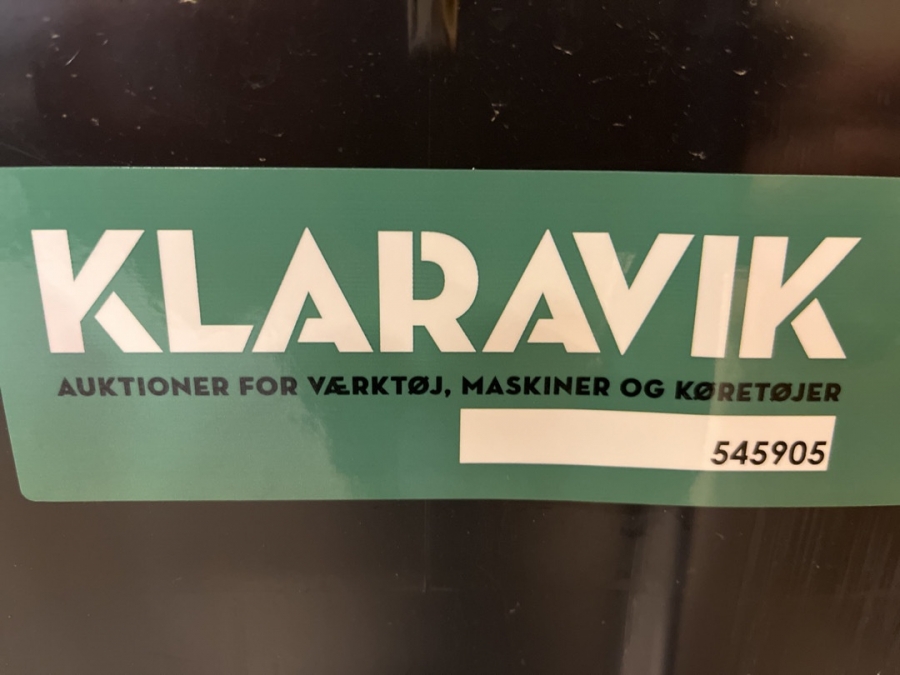 KLARAVIK
AUKTIONER FOR VÆRKTØJ, MASKINER OG KØRETØJER
545905